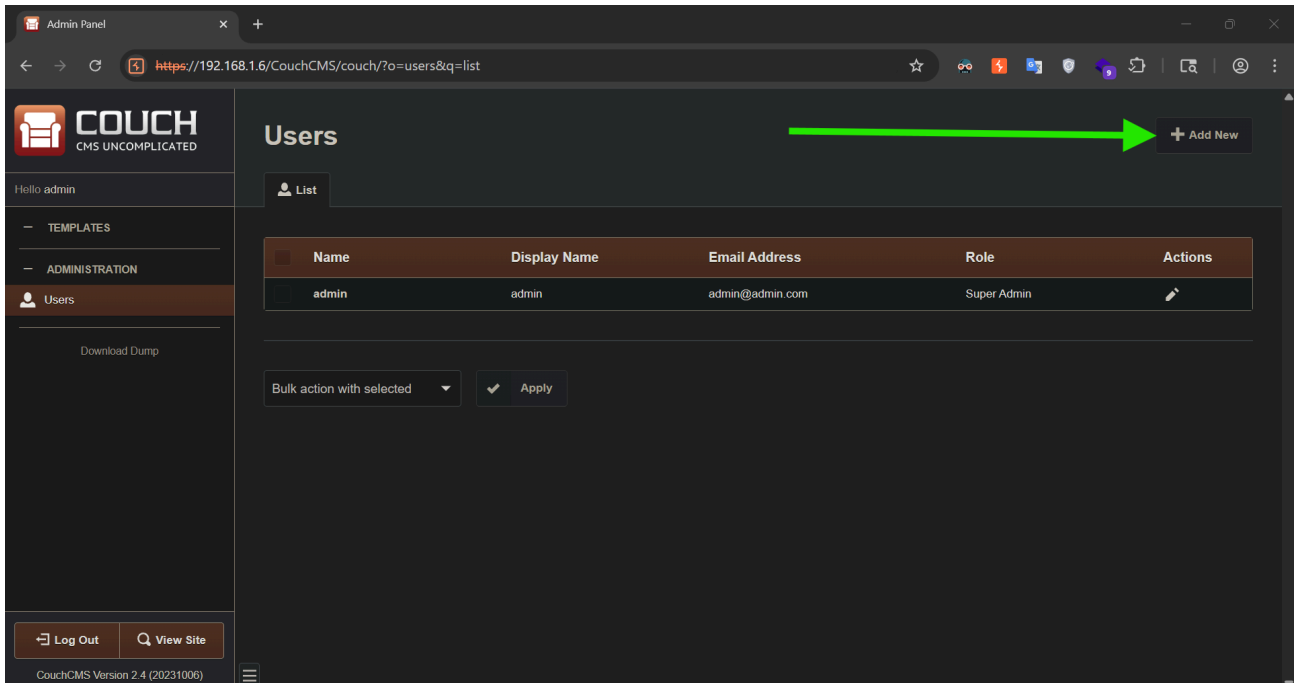 Admin Panel
https://192.168.1.6/CouchCMS/couch/?o=users&q=list
9
COUCH
CMS UNCOMPLICATED
Hello admin
TEMPLATES
ADMINISTRATION
Users
Download Dump
Log Out
View Site
CouchCMS Version 2.4 (20231006)
Users
Add New
List
Name Display Name Email Address Role Actions
admin admin admin@admin.com Super Admin
Bulk action with selected
Apply